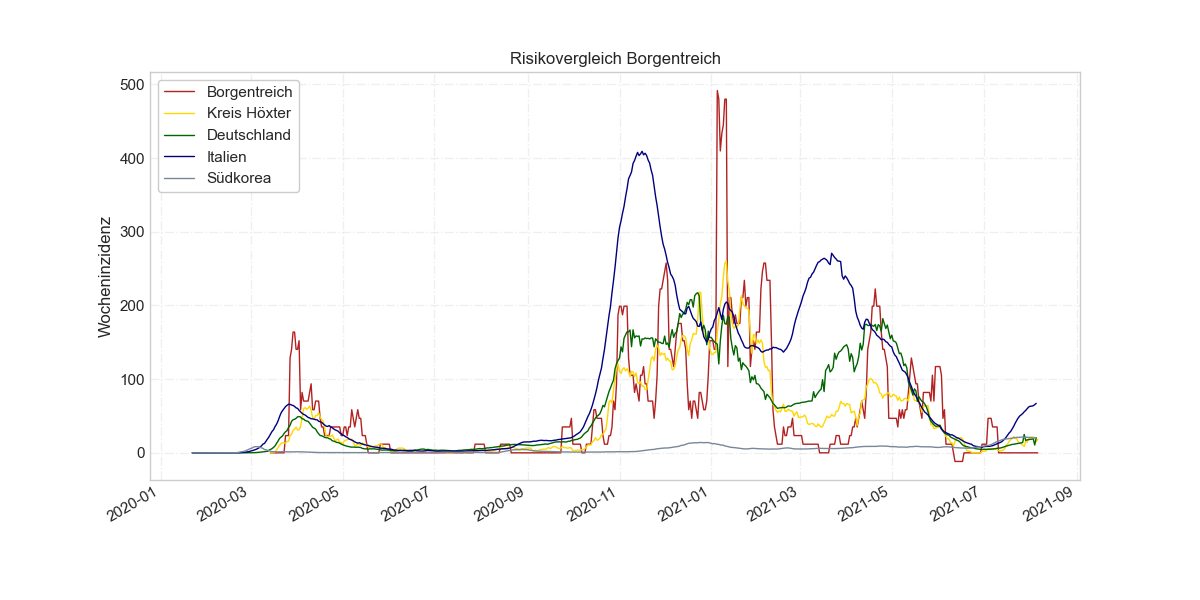 Risikovergleich Borgentreich
Wocheninzidenz
500
400
300
200
100
0
Borgentreich
Kreis Höxter
Deutschland
Italien
Südkorea
2020-01
2020-03
2020-05
2020-07
2020-09
2020-11
2021-01
2021-03
2021-05
2021-07
2021-09